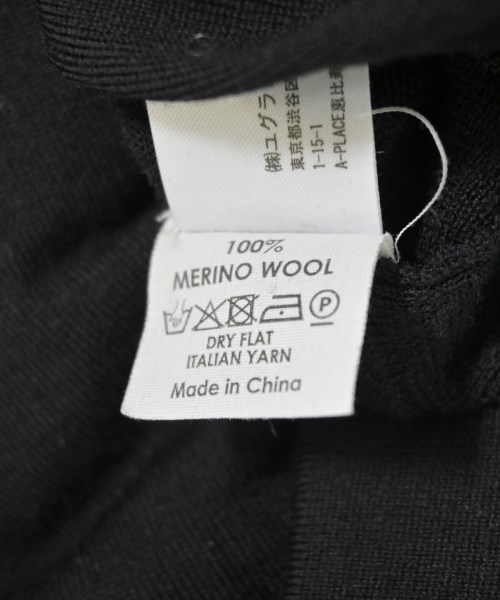 (株)ユグラ
東京都渋谷区
1-15-1
A-PLACE恵比寿
100%
MERINO WOOL
P
DRY FLAT
ITALIAN YARN
Made in China